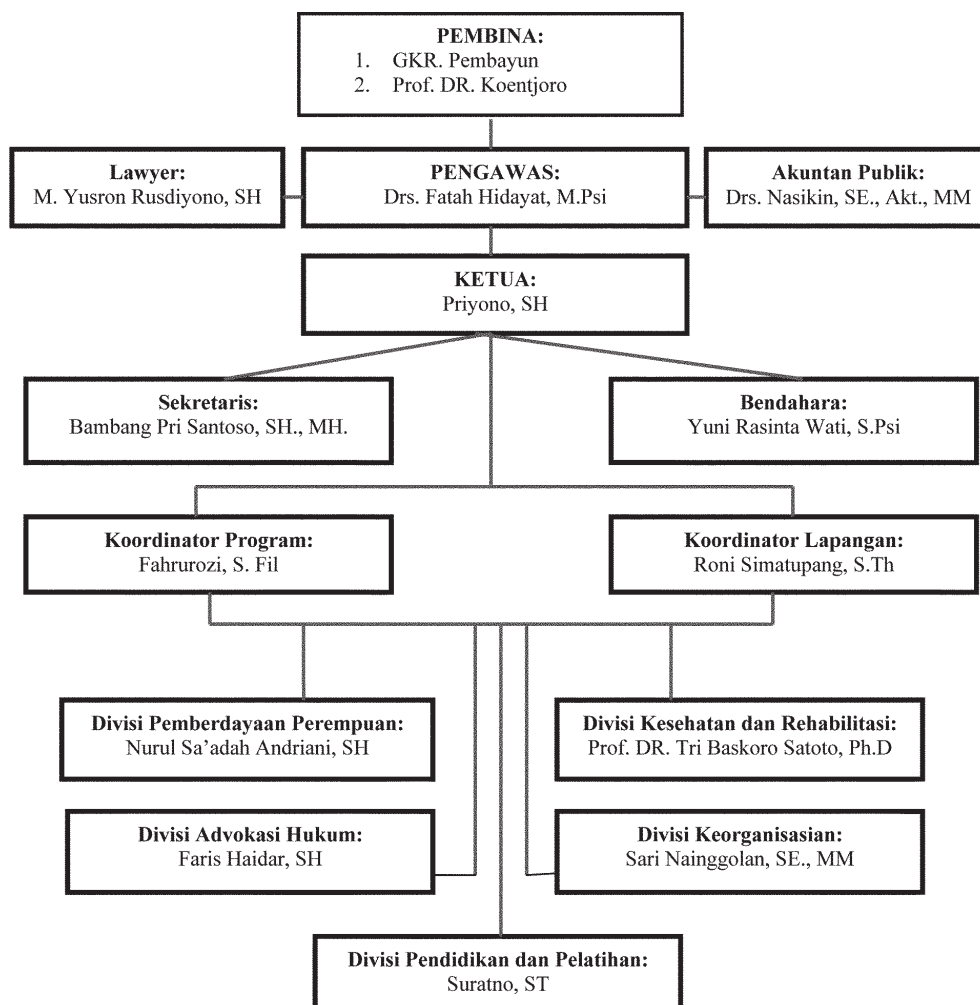 PEMBINA:
1. GKR. Pembayun
2. Prof. DR. Koentjoro
Lawyer:
M. Yusron Rusdiyono, SH
PENGAWAS:
Drs. Fatah Hidayat, M.Psi
Akuntan Publik:
Drs. Nasikin, SE., Akt., MM
KETUA:
Priyono, SH
Sekretaris:
Bambang Pri Santoso, SH., MH.
Bendahara:
Yuni Rasinta Wati, S.Psi
Koordinator Program:
Fahrurozi, S. Fil
Koordinator Lapangan:
Roni Simatupang, S.Th
Divisi Pemberdayaan Perempuan:
Nurul Sa’adah Andriani, SH
Divisi Kesehatan dan Rehabilitasi:
Prof. DR. Tri Baskoro Satoto, Ph.D
Divisi Advokasi Hukum:
Faris Haidar, SH
Divisi Keorganisasian:
Sari Nainggolan, SE., MM
Divisi Pendidikan dan Pelatihan:
Suratno, ST